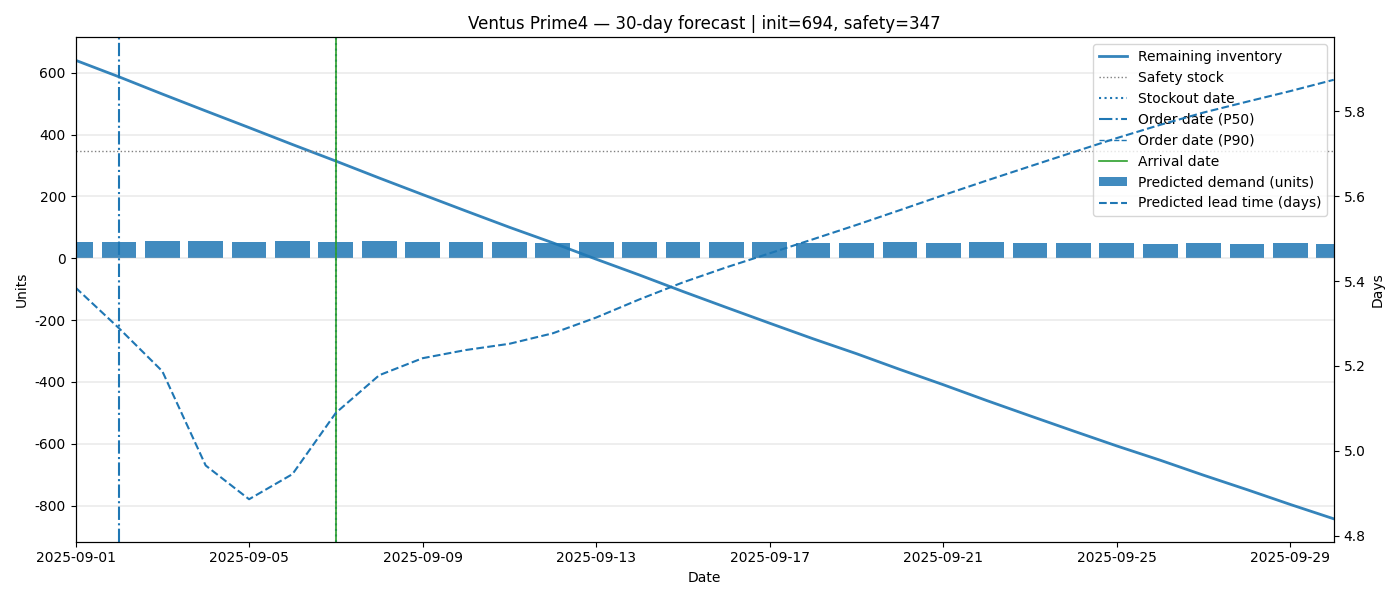 Ventus Prime4 — 30-day forecast | init=694, safety=347
Remaining inventory
Safety stock
Stockout date
Order date (P50)
Order date (P90)
Arrival date
Predicted demand (units)
Predicted lead time (days)
Units
600
400
200
0
-200
-400
-600
-800
Days
5.8
5.6
5.4
5.2
5.0
4.8
2025-09-01
2025-09-05
2025-09-09
2025-09-13
2025-09-17
2025-09-21
2025-09-25
2025-09-29
Date